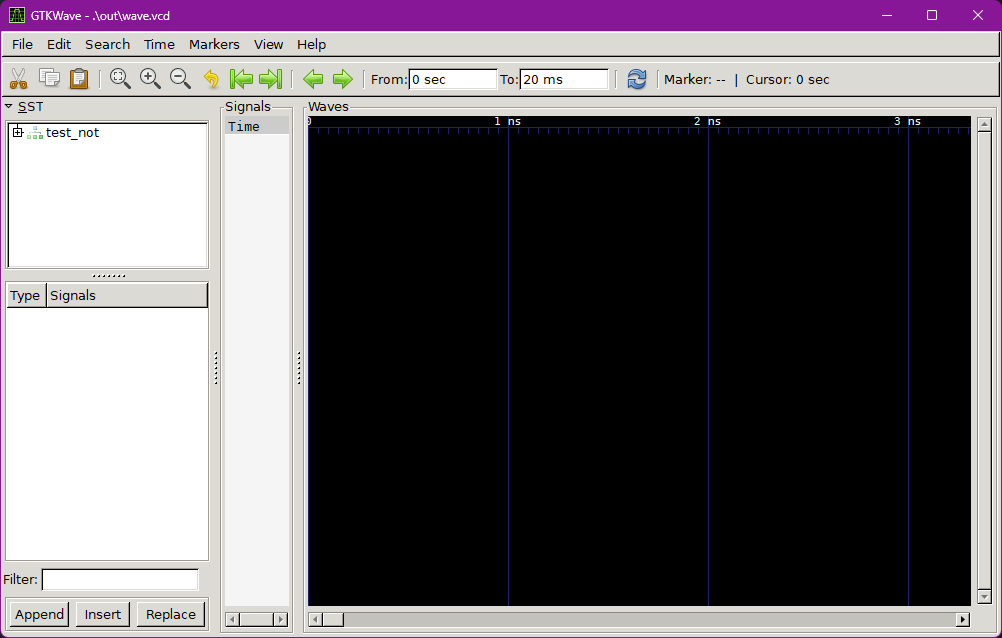 GTKWave - .\out\wave.vcd
File Edit Search Time Markers View Help
From: 0 sec To: 20 ms Marker: -- | Cursor: 0 sec
SST
test_not
Type Signals
Filter:
Append Insert Replace
Signals
Time
Waves
0 1 ns 2 ns 3 ns